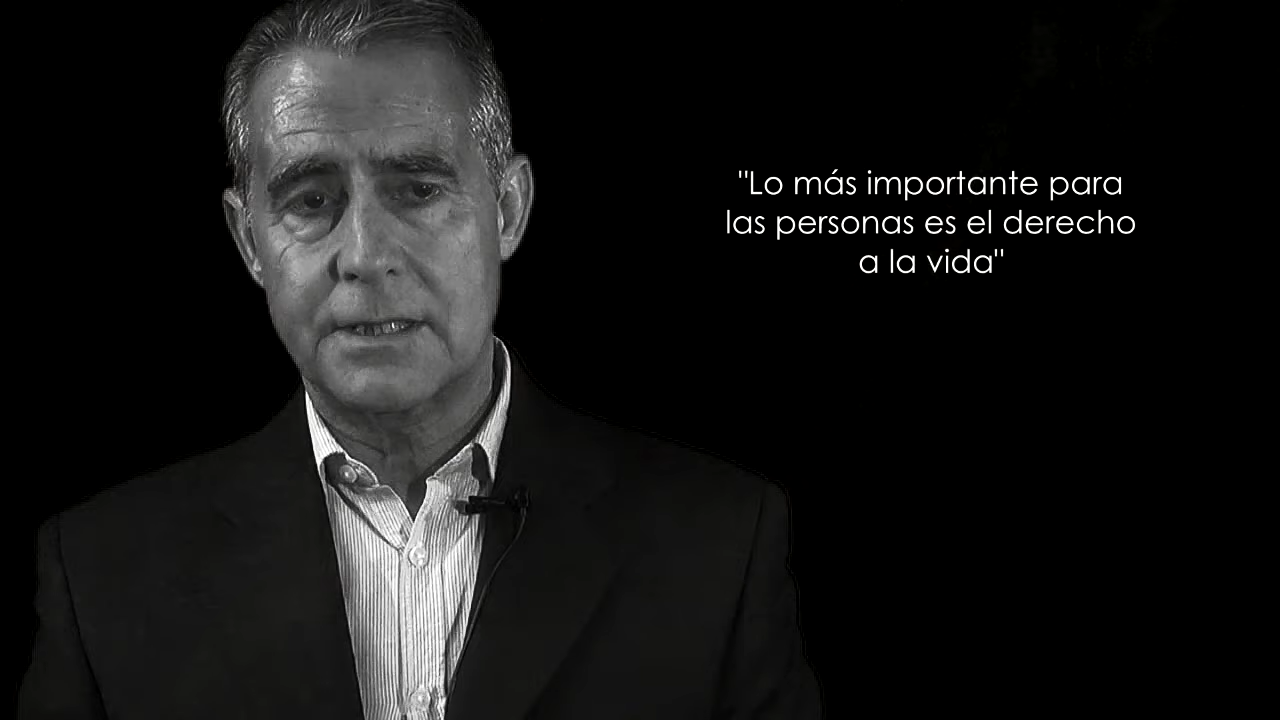 "Lo más importante para
las personas es el derecho
a la vida"